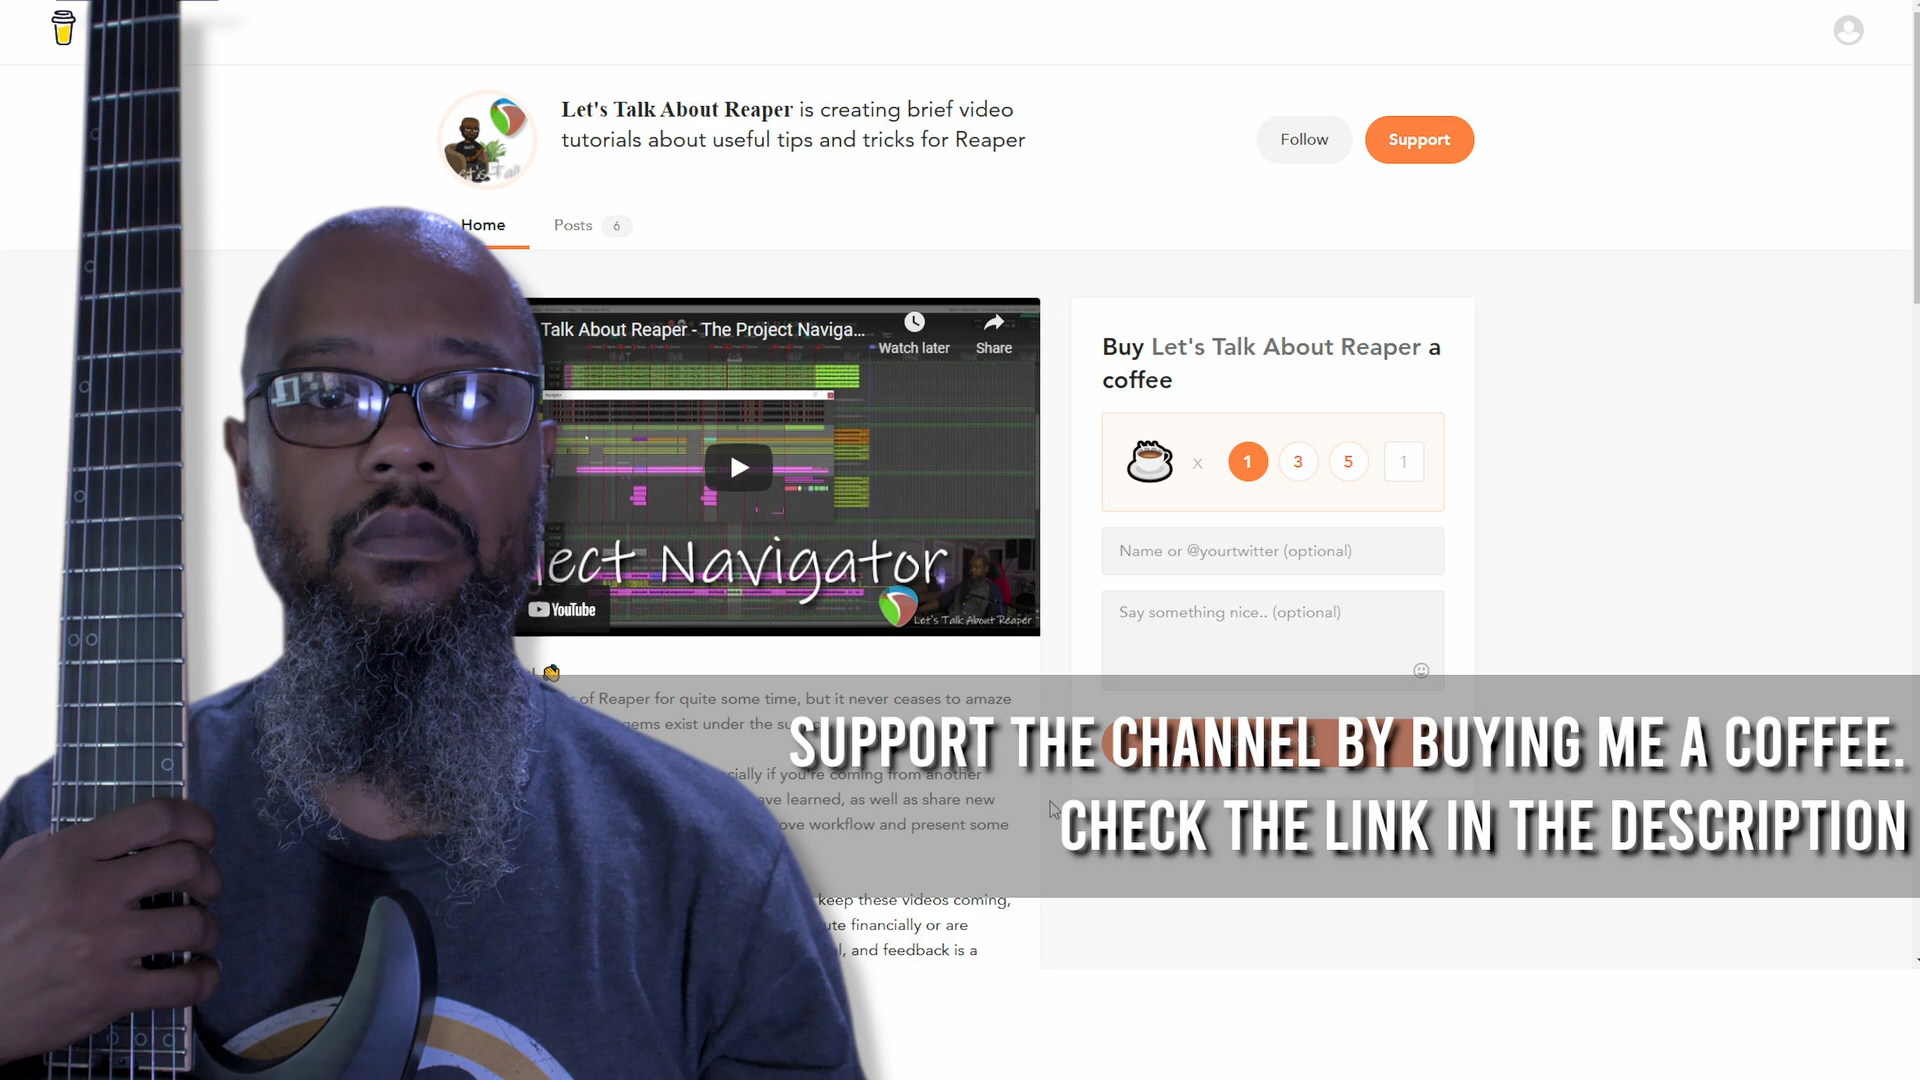 Let's Talk About Reaper is creating brief video
tutorials about useful tips and tricks for Reaper
Follow
Support
Home
Posts 6
Talk About Reaper - The Project Naviga...
Watch later
Share
ect Navigator
YouTube
Let's Talk About Reaper
Buy Let's Talk About Reaper a
coffee
x 1 3 5 1
Name or @yourtwitter (optional)
Say something nice.. (optional)
of Reaper for quite some time, but it never ceases to amaze
gems exist under the
if you're coming from another
have learned, as well as share new
workflow and present some
keep these videos coming,
financially or are
and feedback is a
SUPPORT THE CHANNEL BY BUYING ME A COFFEE.
CHECK THE LINK IN THE DESCRIPTION